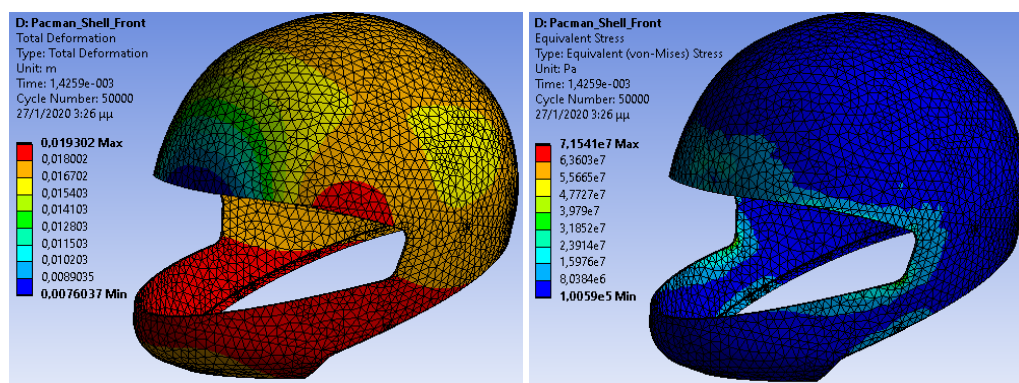 D: Pacman_Shell_Front
Total Deformation
Type: Total Deformation
Unit: m
Time: 1,4259e-003
Cycle Number: 50000
27/1/2020 3:26 μμ
0,019302 Max
0,018002
0,016702
0,015403
0,014103
0,012803
0,011503
0,010203
0,0089035
0,0076037 Min
D: Pacman_Shell_Front
Equivalent Stress
Type: Equivalent (von-Mises) Stress
Unit: Pa
Time: 1,4259e-003
Cycle Number: 50000
27/1/2020 3:26 μμ
7,1541e7 Max
6,3603e7
5,5665e7
4,7727e7
3,979e7
3,1852e7
2,3914e7
1,5976e7
8,0384e6
1,0059e5 Min